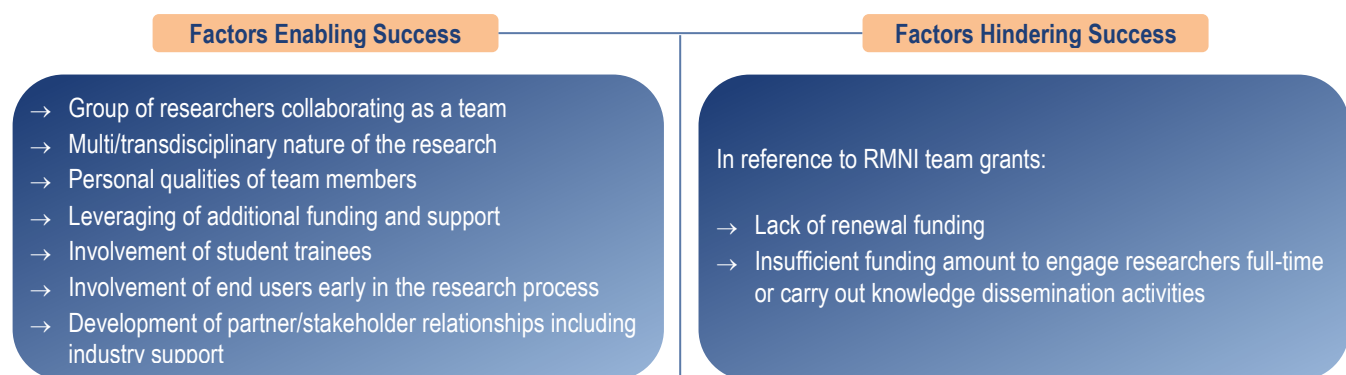 Factors Enabling Success
Factors Hindering Success
→ Group of researchers collaborating as a team
→ Multi/transdisciplinary nature of the research
→ Personal qualities of team members
→ Leveraging of additional funding and support
→ Involvement of student trainees
→ Involvement of end users early in the research process
→ Development of partner/stakeholder relationships including
industry support
In reference to RMNI team grants:
→ Lack of renewal funding
→ Insufficient funding amount to engage researchers full-time
or carry out knowledge dissemination activities